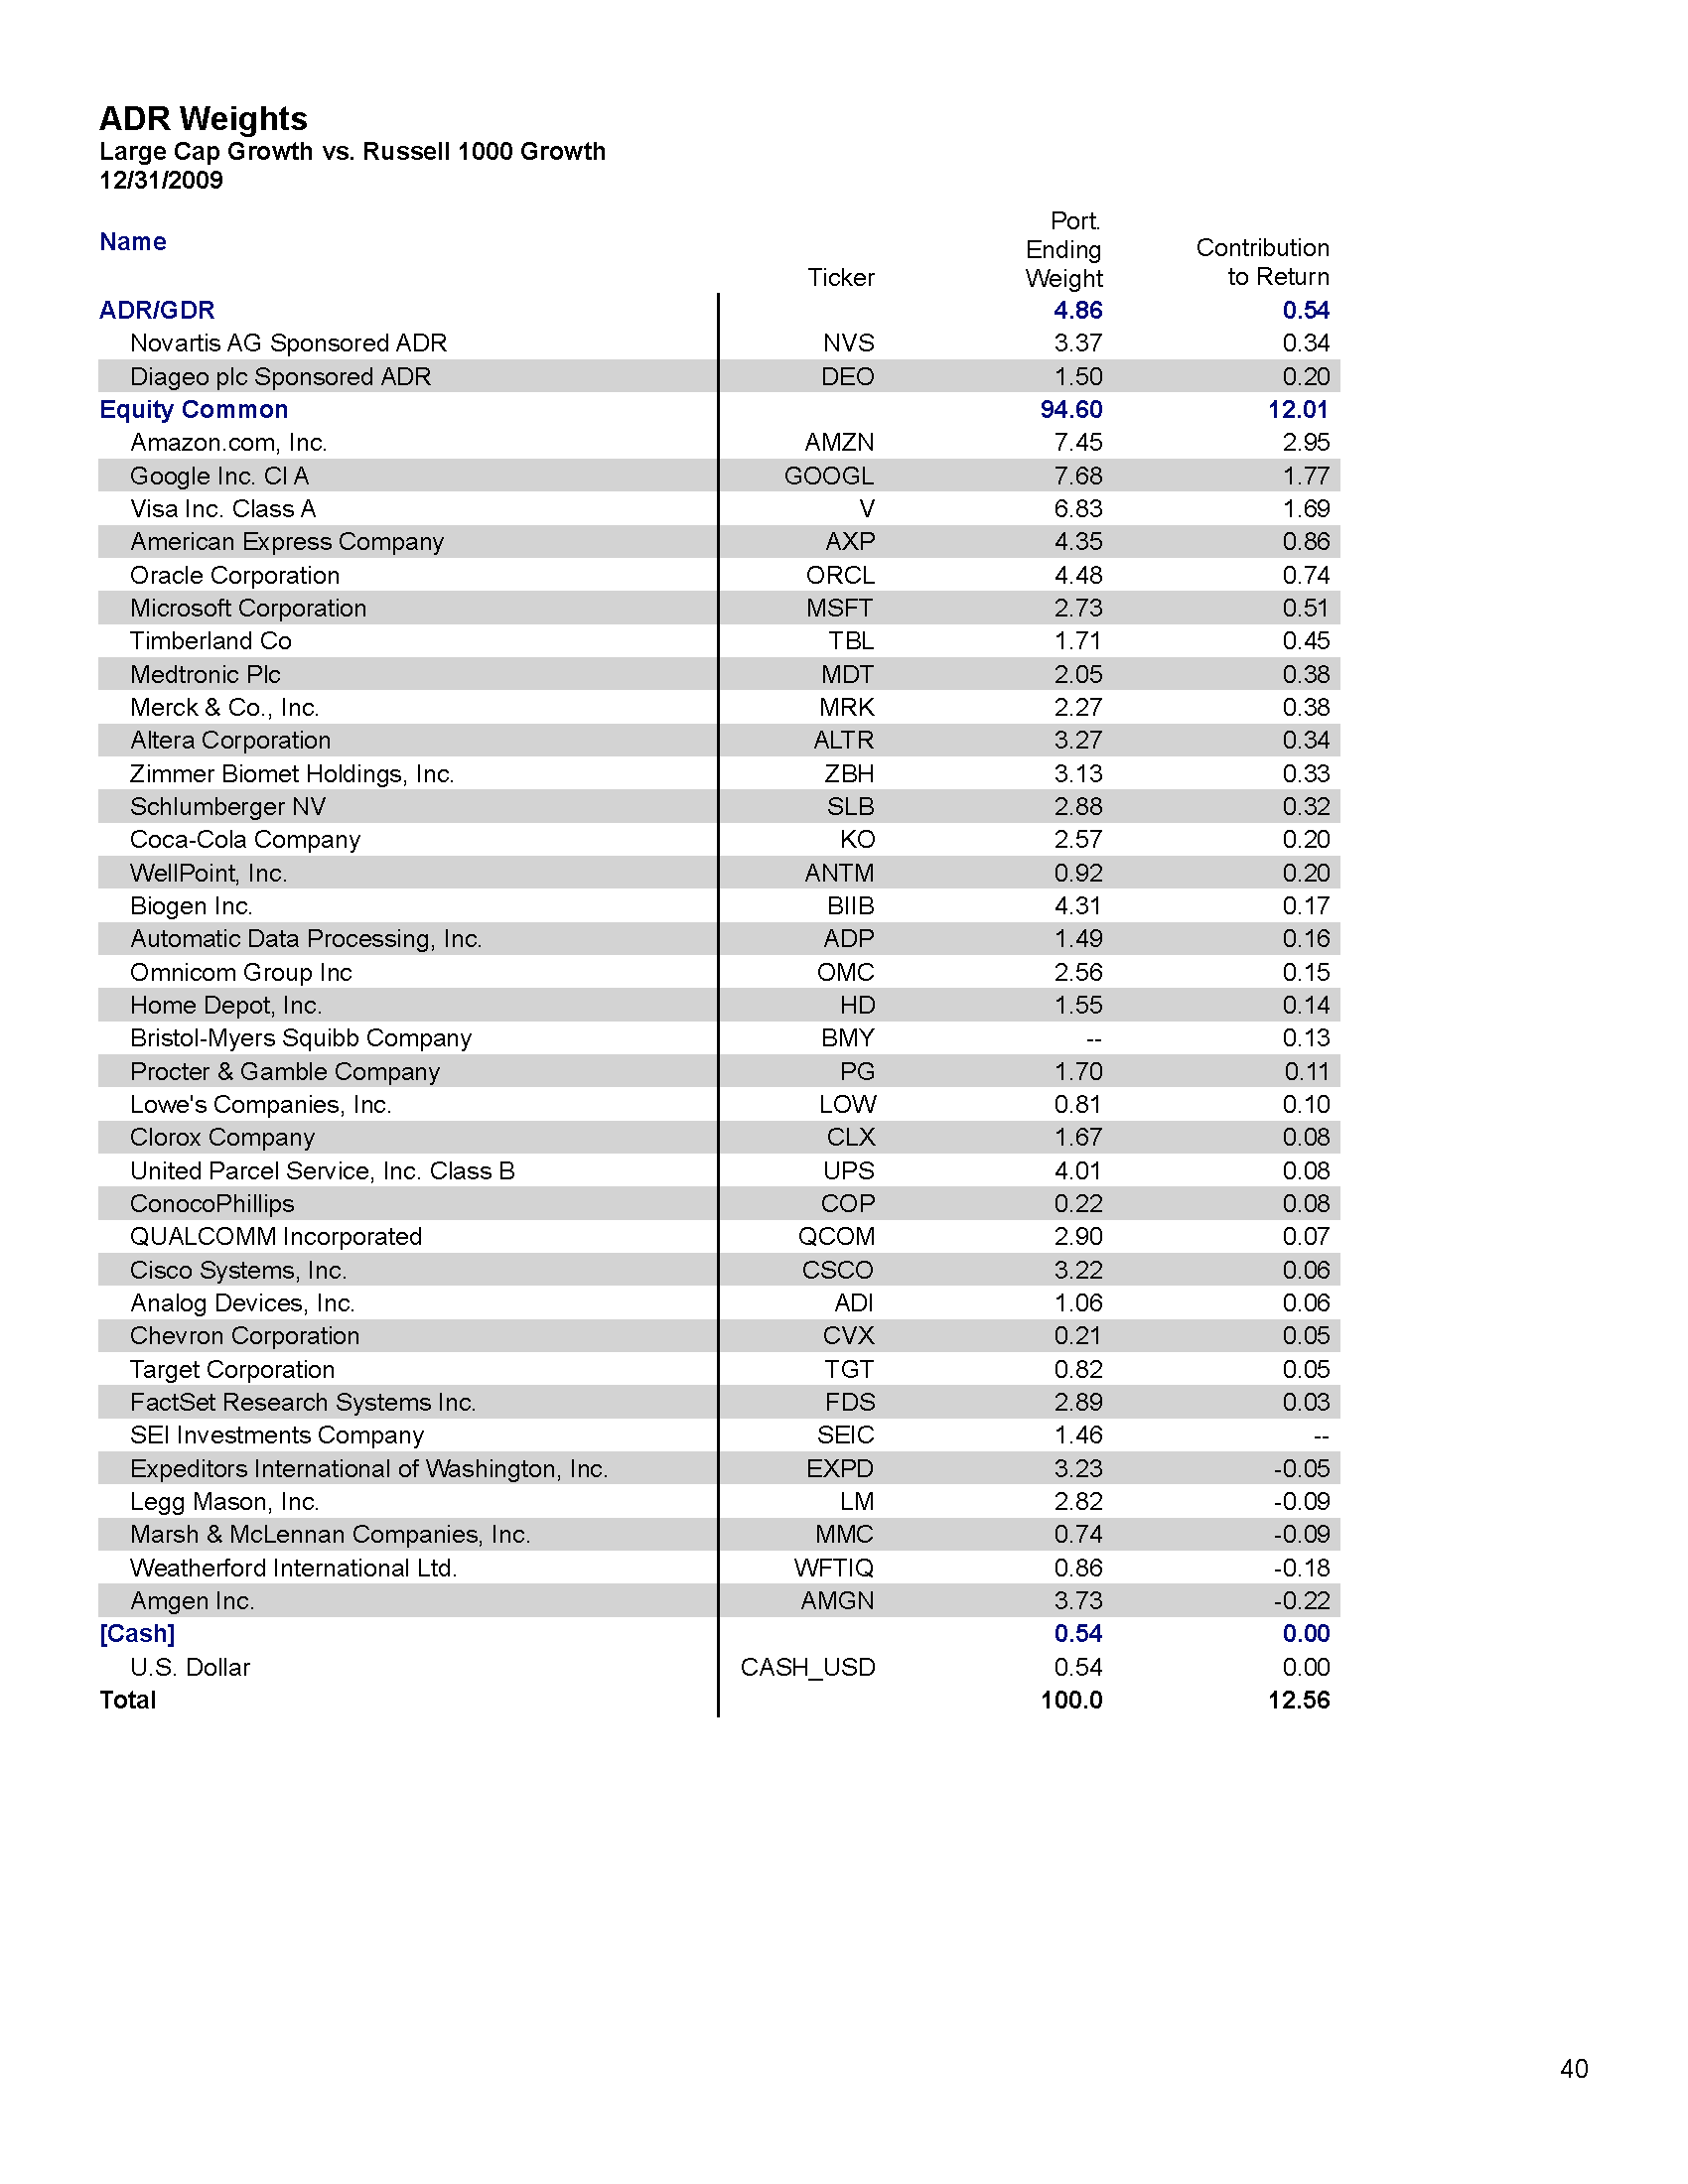 ADR Weights
Large Cap Growth vs. Russell 1000 Growth
12/31/2009
Name Ticker Port. Ending Weight Contribution to Return
ADR/GDR 4.86 0.54
Novartis AG Sponsored ADR NVS 3.37 0.34
Diageo plc Sponsored ADR DEO 1.50 0.20
Equity Common 94.60 12.01
Amazon.com, Inc. AMZN 7.45 2.95
Google Inc. Cl A GOOGL 7.68 1.77
Visa Inc. Class A V 6.83 1.69
American Express Company AXP 4.35 0.86
Oracle Corporation ORCL 4.48 0.74
Microsoft Corporation MSFT 2.73 0.51
Timberland Co TBL 1.71 0.45
Medtronic Plc MDT 2.05 0.38
Merck & Co., Inc. MRK 2.27 0.38
Altera Corporation ALTR 3.27 0.34
Zimmer Biomet Holdings, Inc. ZBH 3.13 0.33
Schlumberger NV SLB 2.88 0.32
Coca-Cola Company KO 2.57 0.20
WellPoint, Inc. ANTM 0.92 0.20
Biogen Inc. BIIB 4.31 0.17
Automatic Data Processing, Inc. ADP 1.49 0.16
Omnicom Group Inc OMC 2.56 0.15
Home Depot, Inc. HD 1.55 0.14
Bristol-Myers Squibb Company BMY -- 0.13
Procter & Gamble Company PG 1.70 0.11
Lowe's Companies, Inc. LOW 0.81 0.10
Clorox Company CLX 1.67 0.08
United Parcel Service, Inc. Class B UPS 4.01 0.08
ConocoPhillips COP 0.22 0.08
QUALCOMM Incorporated QCOM 2.90 0.07
Cisco Systems, Inc. CSCO 3.22 0.06
Analog Devices, Inc. ADI 1.06 0.06
Chevron Corporation CVX 0.21 0.05
Target Corporation TGT 0.82 0.05
FactSet Research Systems Inc. FDS 2.89 0.03
SEI Investments Company SEIC 1.46 --
Expeditors International of Washington, Inc. EXPD 3.23 -0.05
Legg Mason, Inc. LM 2.82 -0.09
Marsh & McLennan Companies, Inc. MMC 0.74 -0.09
Weatherford International Ltd. WFTIQ 0.86 -0.18
Amgen Inc. AMGN 3.73 -0.22
[Cash] 0.54 0.00
U.S. Dollar CASH_USD 0.54 0.00
Total 100.0 12.56
40